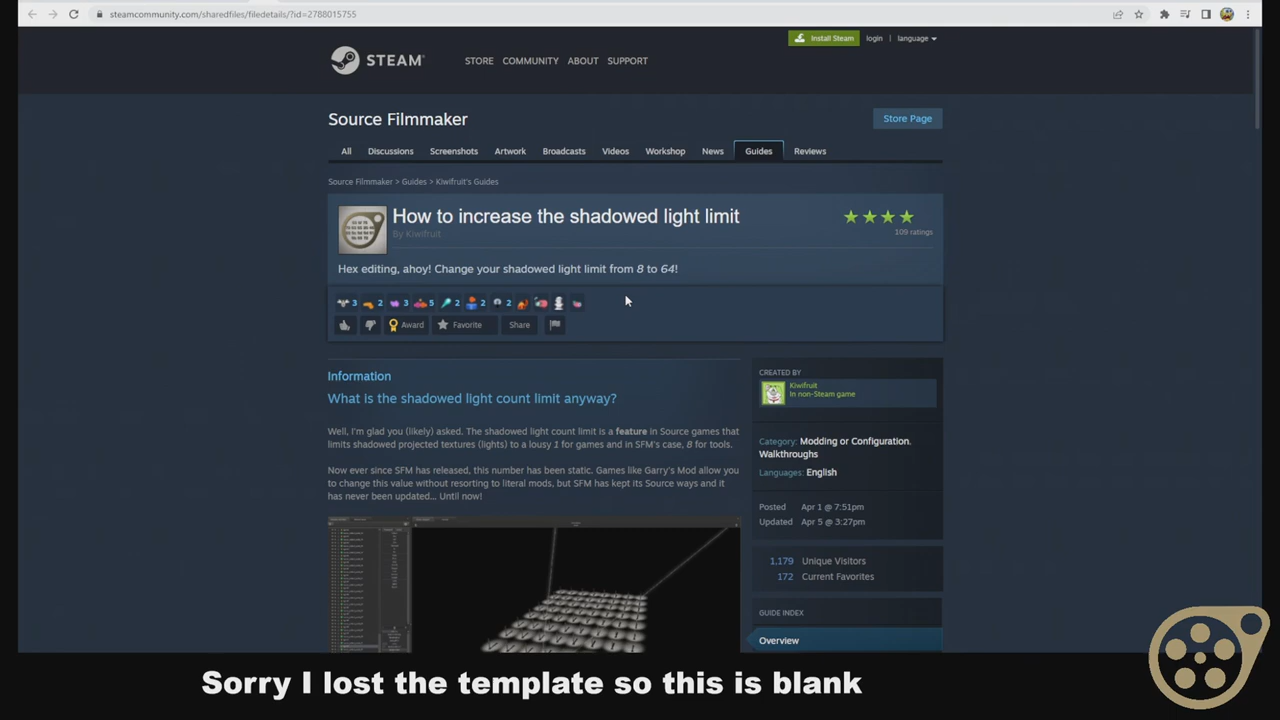 steamcommunity.com/sharedfiles/filedetails/?id=2788015755
Install Steam
login | language
STEAM
STORE COMMUNITY ABOUT SUPPORT
Source Filmmaker
Store Page
All Discussions Screenshots Artwork Broadcasts Videos Workshop News Guides Reviews
Source Filmmaker > Guides > Kiwifruit's Guides
How to increase the shadowed light limit
By Kiwifruit
109 ratings
Hex editing, ahoy! Change your shadowed light limit from 8 to 64!
3 2 3 5 2 2 2
Award Favorite Share
Information
What is the shadowed light count limit anyway?
Well, I'm glad you (likely) asked. The shadowed light count limit is a feature in Source games that
limits shadowed projected textures (lights) to a lousy 1 for games and in SFM's case, 8 for tools.
Now ever since SFM has released, this number has been static. Games like Garry's Mod allow you
to change this value without resorting to literal mods, but SFM has kept its Source ways and it
has never been updated... Until now!
CREATED BY
Kiwifruit
In non-Steam game
Category: Modding or Configuration,
Walkthroughs
Languages: English
Posted Apr 1 @ 7:51pm
Updated Apr 5 @ 3:27pm
1,179 Unique Visitors
172 Current Favorites
GUIDE INDEX
Overview
Sorry I lost the template so this is blank